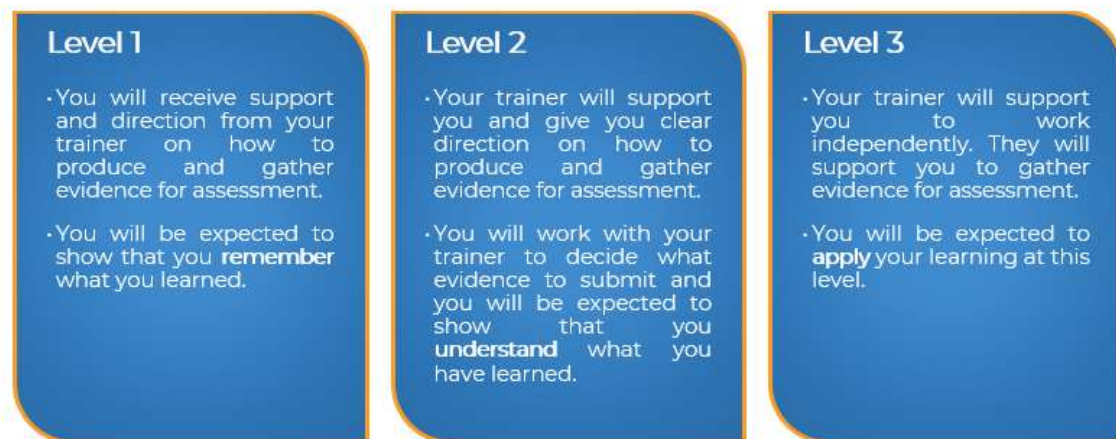 Level 1
·You will receive support
and direction from your
trainer on how to
produce and gather
evidence for assessment.
·You will be expected to
show that you remember
what you learned.
Level 2
·Your trainer will support
you and give you clear
direction on how to
produce and gather
evidence for assessment.
·You will work with your
trainer to decide what
evidence to submit and
you will be expected to
show that you
understand what you
have learned.
Level 3
·Your trainer will support
you to work
independently. They will
support you to gather
evidence for assessment.
·You will be expected to
apply your learning at this
level.